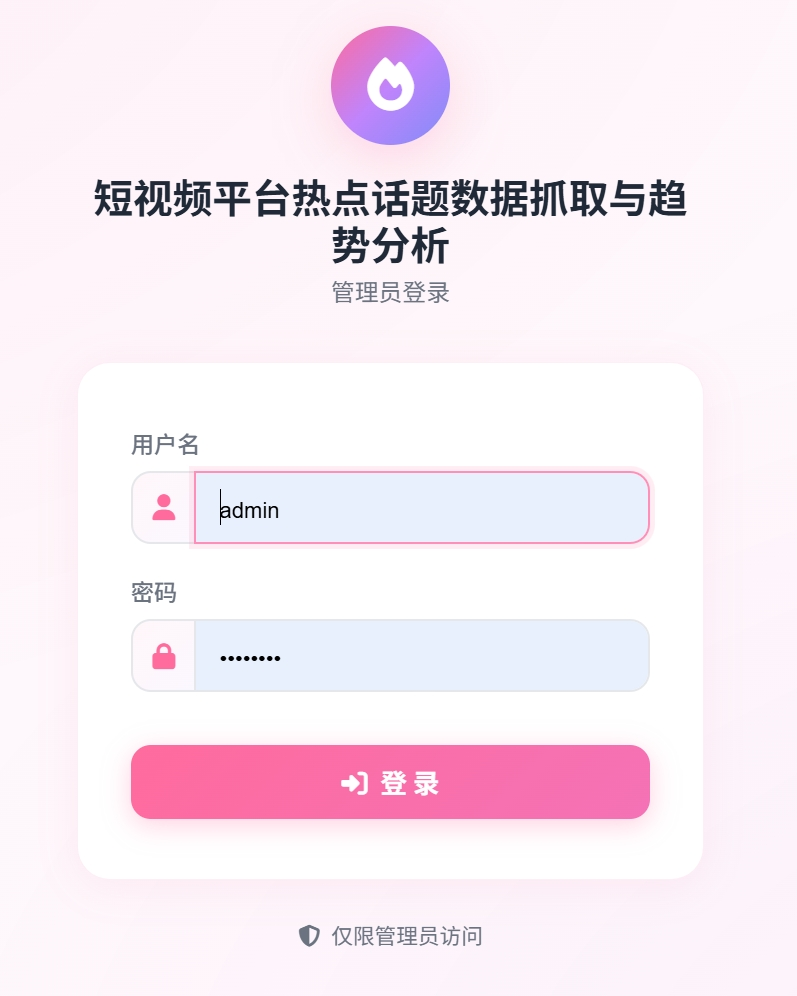 短视频平台热点话题数据抓取与趋
势分析
管理员登录
用户名
admin
密码
••••••••
登 录
仅限管理员访问